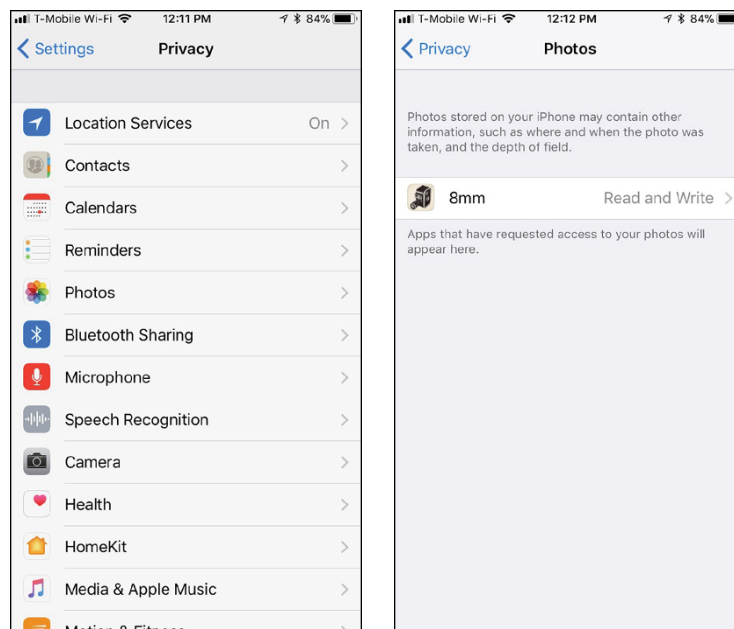 T-Mobile Wi-Fi 12:11 PM 84%
Settings Privacy
Location Services On
Contacts
Calendars
Reminders
Photos
Bluetooth Sharing
Microphone
Speech Recognition
Camera
Health
HomeKit
Media & Apple Music
Motion & Fitness
T-Mobile Wi-Fi 12:12 PM 84%
Privacy Photos
Photos stored on your iPhone may contain other
information, such as where and when the photo was
taken, and the depth of field.
8mm Read and Write
Apps that have requested access to your photos will
appear here.